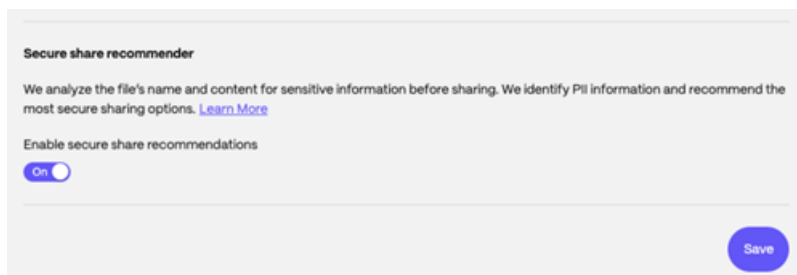 Secure share recommender
We analyze the file's name and content for sensitive information before sharing. We identify PII information and recommend the
most secure sharing options. Learn More
Enable secure share recommendations
On
Save